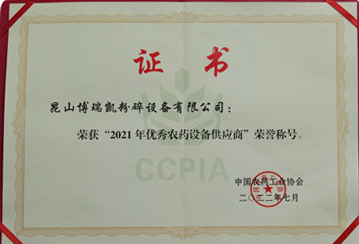 证书
昆山博瑞凯粉碎设备有限公司：
荣获“2021年优秀农药设备供应商”荣誉称号。
CCPIA
中国农药工业协会
二〇二二年七月